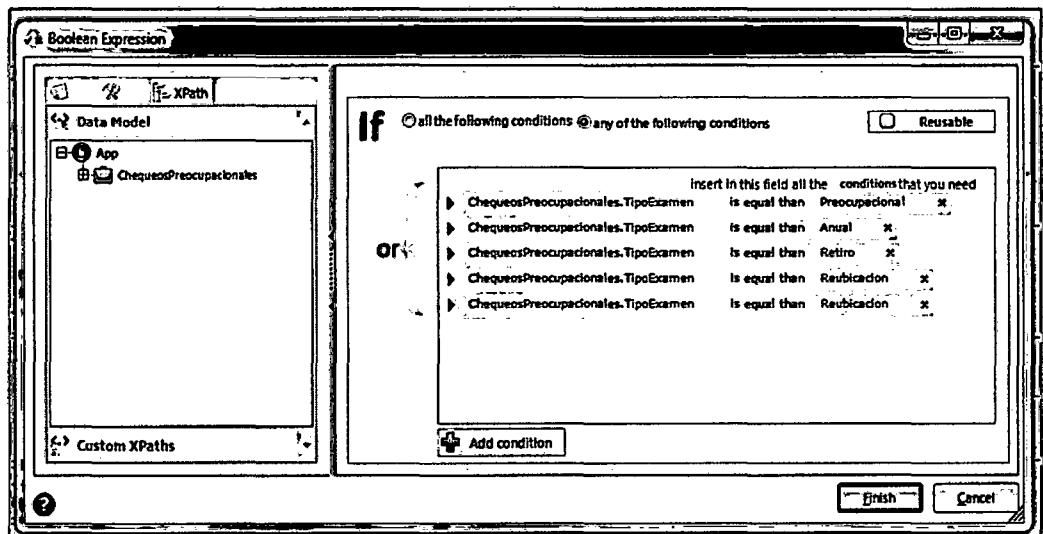 Boolean Expression
XPath
Data Model
App
ChequeosPreocupacionales
Custom XPaths
If
all the following conditions any of the following conditions
Reusable
Insert in this field all the conditions that you need
or
ChequeosPreocupacionales.TipoExamen is equal than Preocupacional
ChequeosPreocupacionales.TipoExamen is equal than Anual
ChequeosPreocupacionales.TipoExamen is equal than Retiro
ChequeosPreocupacionales.TipoExamen is equal than Reubicacion
ChequeosPreocupacionales.TipoExamen is equal than Reubicacion
Add condition
Finish
Cancel